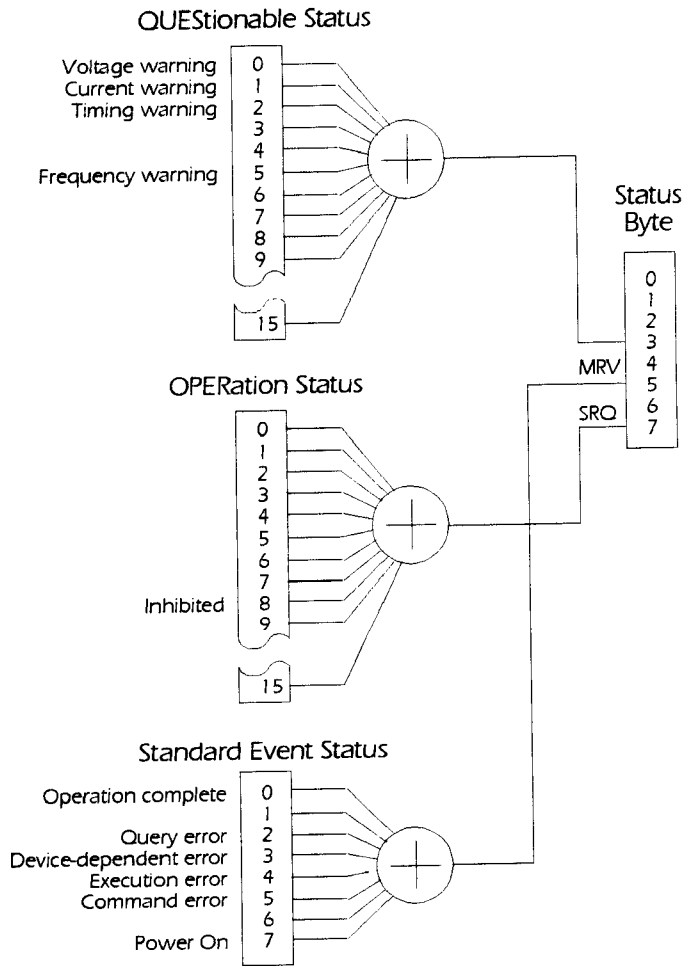 QUEStionable Status
Voltage warning 0
Current warning 1
Timing warning 2
3
4
Frequency warning 5
6
7
8
9
15
Status
Byte
0
1
2
3
MRV 4
5
SRQ 6
7
OPERation Status
0
1
2
3
4
5
6
7
Inhibited 8
9
15
Standard Event Status
Operation complete 0
1
Query error 2
Device-dependent error 3
Execution error 4
Command error 5
6
Power On 7